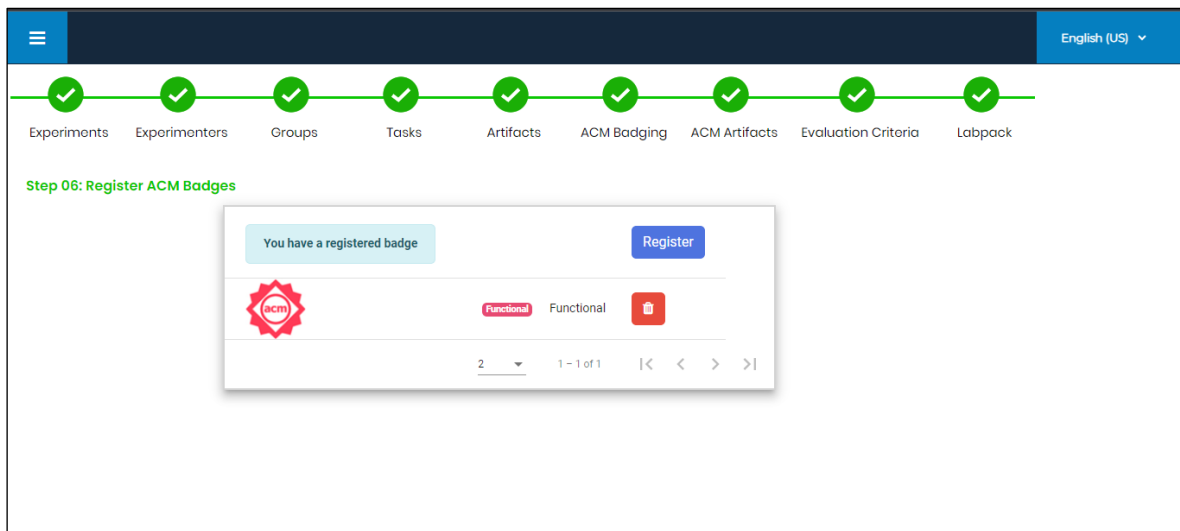 English (US)
Experiments Experimenters Groups Tasks Artifacts ACM Badging ACM Artifacts Evaluation Criteria Labpack
Step 06: Register ACM Badges
You have a registered badge Register
acm Functional Functional
2 1 – 1 of 1